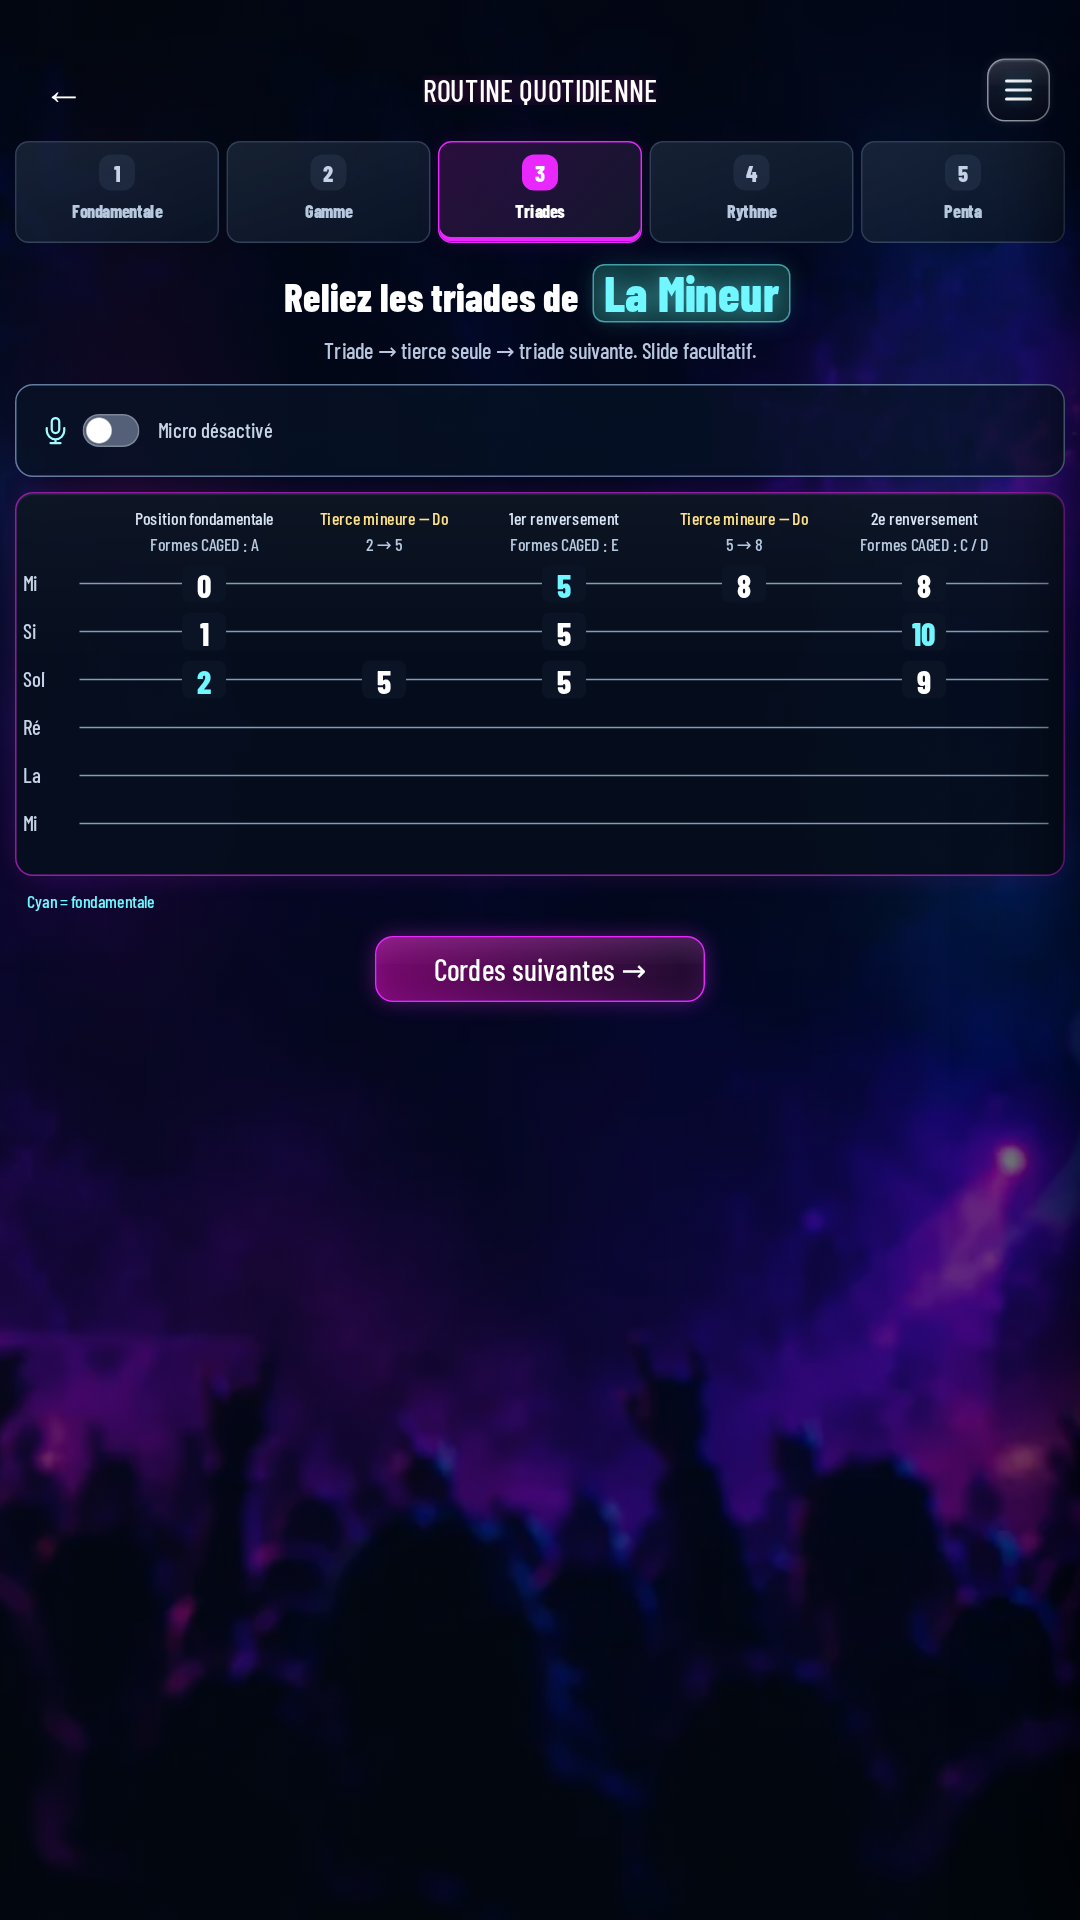 ←
ROUTINE QUOTIDIENNE
1
Fondamentale
2
Gamme
3
Triades
4
Rythme
5
Penta
Reliez les triades de La Mineur
Triade → tierce seule → triade suivante. Slide facultatif.
Micro désactivé
Position fondamentale
Formes CAGED : A
Tierce mineure – Do
2 → 5
1er renversement
Formes CAGED : E
Tierce mineure – Do
5 → 8
2e renversement
Formes CAGED : C / D
Mi 0 5 8 8
Si 1 5 10
Sol 2 5 5 9
Ré
La
Mi
Cyan = fondamentale
Cordes suivantes →